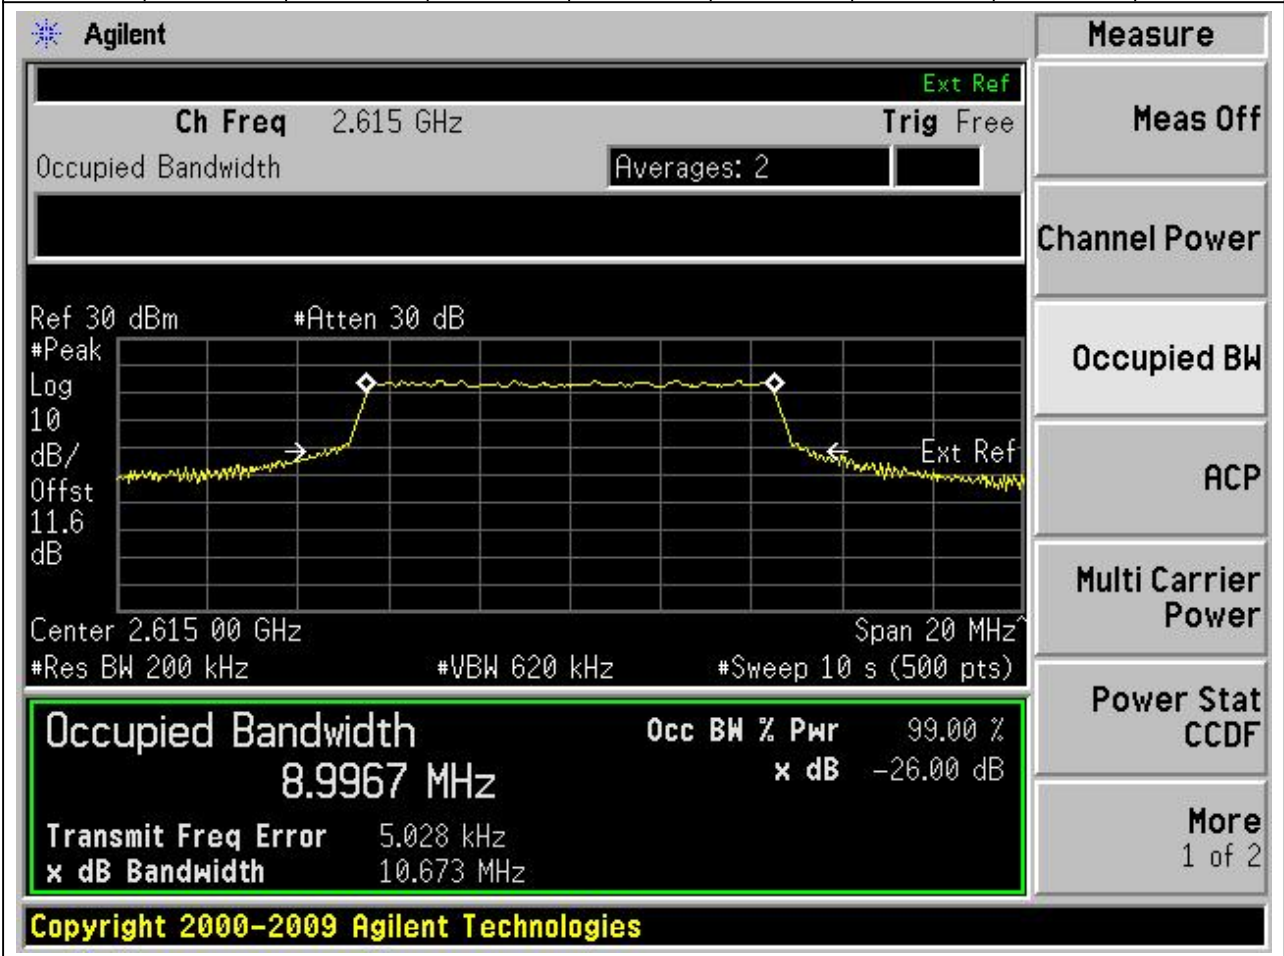 Agilent
Measure
Ext Ref
Ch Freq 2.615 GHz Trig Free
Meas Off
Occupied Bandwidth Averages: 2
Channel Power
Ref 30 dBm #Atten 30 dB
#Peak
Log
10
dB/
Offst
11.6
dB
Ext Ref
Occupied BW
ACP
Center 2.615 00 GHz Span 20 MHz^
#Res BW 200 kHz #VBW 620 kHz #Sweep 10 s (500 pts)
Multi Carrier
Power
Occupied Bandwidth Occ BW % Pwr 99.00 %
8.9967 MHz x dB -26.00 dB
Transmit Freq Error 5.028 kHz
x dB Bandwidth 10.673 MHz
Power Stat
CCDF
More
1 of 2
Copyright 2000-2009 Agilent Technologies